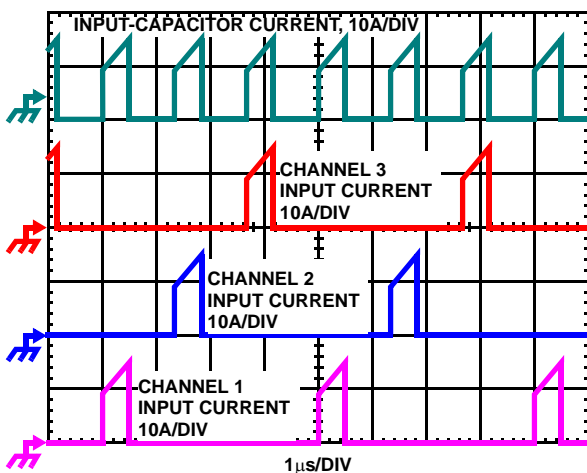 INPUT-CAPACITOR CURRENT, 10A/DIV
CHANNEL 3
INPUT CURRENT
10A/DIV
CHANNEL 2
INPUT CURRENT
10A/DIV
CHANNEL 1
INPUT CURRENT
10A/DIV
1μs/DIV